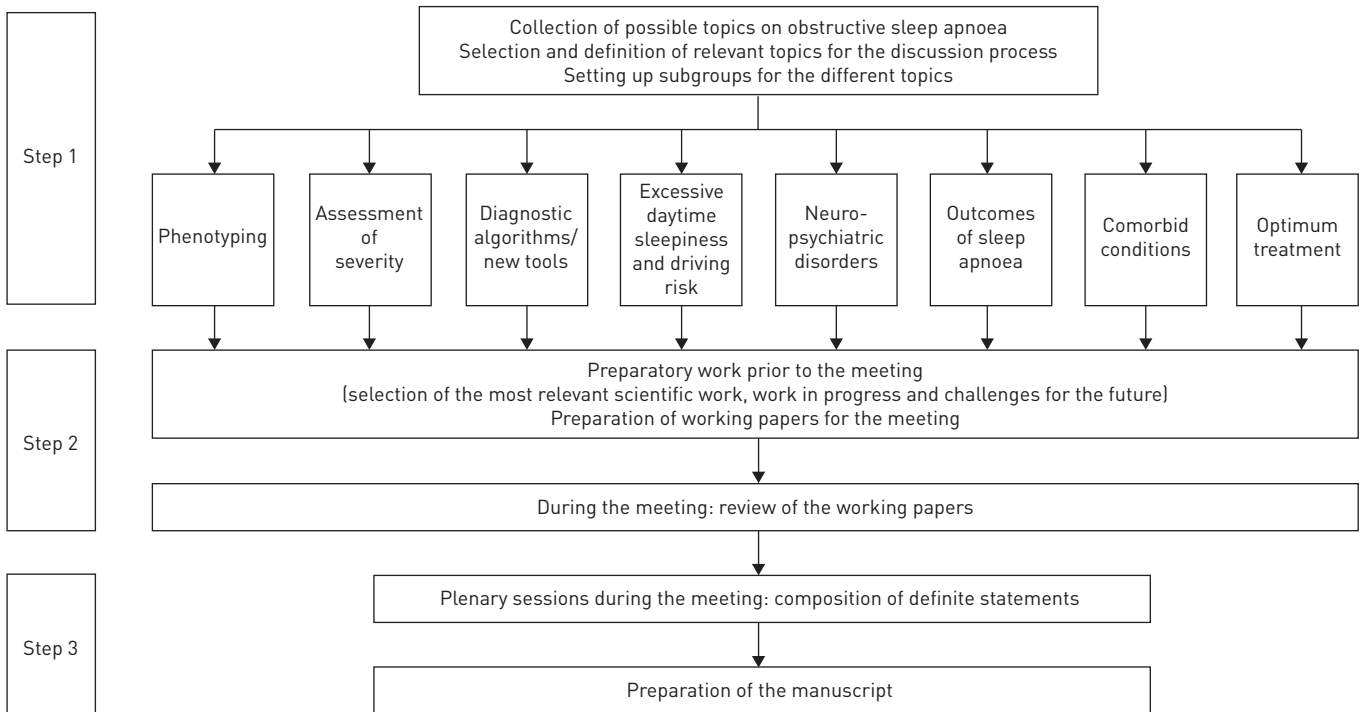 Step 1
Collection of possible topics on obstructive sleep apnoea
Selection and definition of relevant topics for the discussion process
Setting up subgroups for the different topics
Phenotyping
Assessment
of
severity
Diagnostic
algorithms/
new tools
Excessive
daytime
sleepiness
and driving
risk
Neuro-
psychiatric
disorders
Outcomes
of sleep
apnoea
Comorbid
conditions
Optimum
treatment
Step 2
Preparatory work prior to the meeting
(selection of the most relevant scientific work, work in progress and challenges for the future)
Preparation of working papers for the meeting
During the meeting: review of the working papers
Step 3
Plenary sessions during the meeting: composition of definite statements
Preparation of the manuscript